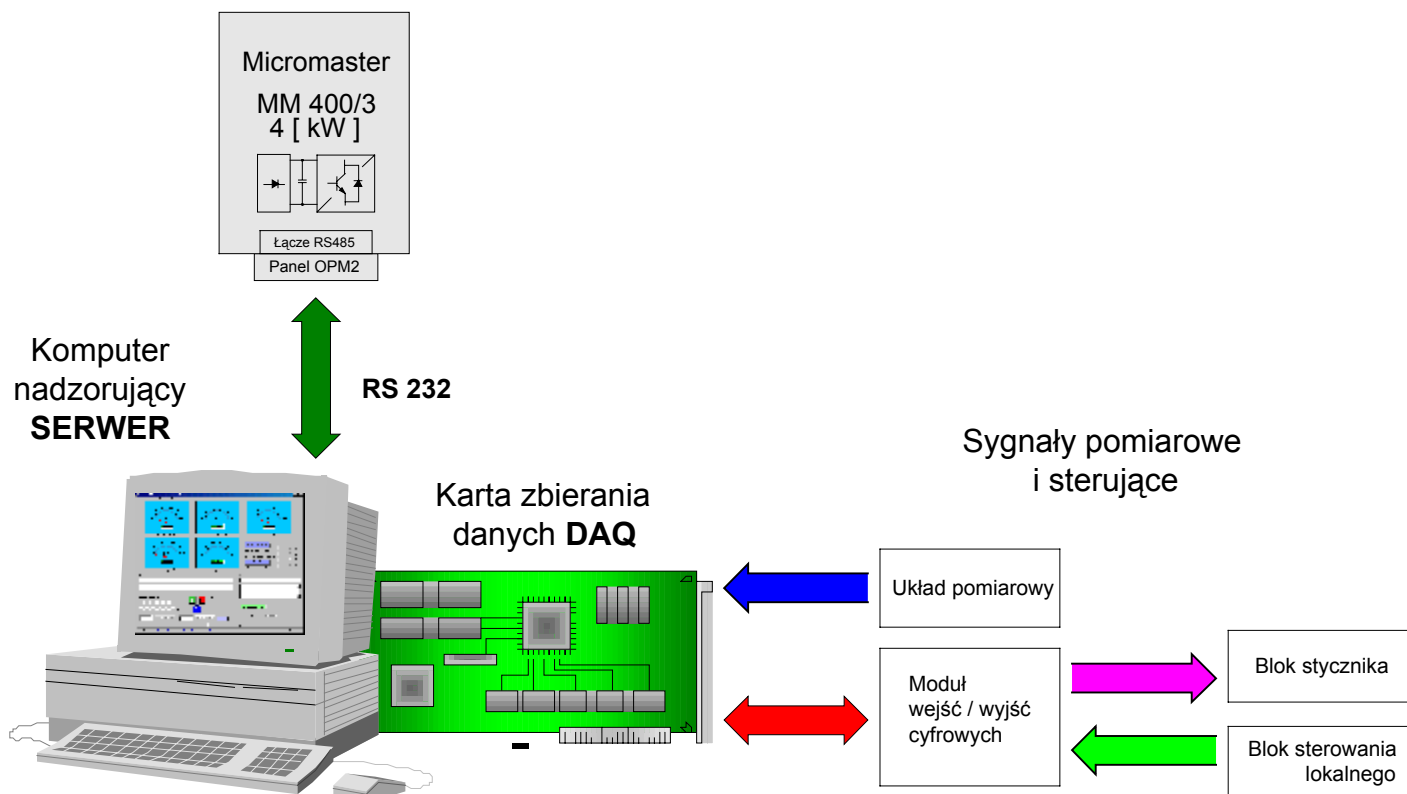 Micromaster
MM 400/3
4 [ kW ]
Łącze RS485
Panel OPM2
Komputer
nadzorujący
SERWER
RS 232
Karta zbierania
danych DAQ
Sygnały pomiarowe
i sterujące
Układ pomiarowy
Moduł
wejść / wyjść
cyfrowych
Blok stycznika
Blok sterowania
lokalnego